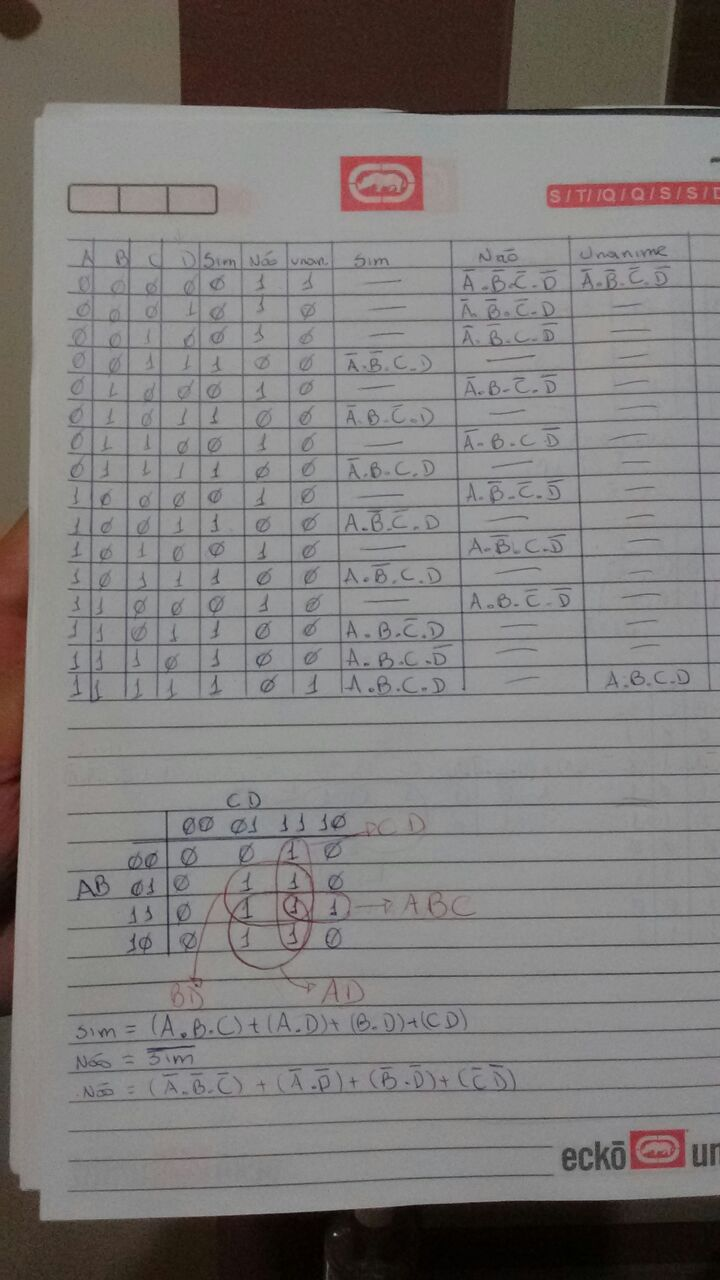 S/T//Q/Q/S/S/D
A B C D Sim Não unan. Sim Não Unanime
0 0 0 0 0 1 1 — A̅.B̅.C̅.D̅ A̅.B̅.C̅.D̅
0 0 0 1 0 1 0 — A̅.B̅.C̅.D —
0 0 1 0 0 1 0 — A̅.B̅.C.D̅ —
0 0 1 1 1 0 0 A̅.B̅.C.D — —
0 1 0 0 0 1 0 — A̅.B.C̅.D̅ —
0 1 0 1 1 0 0 A̅.B.C̅.D — —
0 1 1 0 0 1 0 — A̅.B.C.D̅ —
0 1 1 1 1 0 0 A̅.B.C.D — —
1 0 0 0 0 1 0 — A.B̅.C̅.D̅ —
1 0 0 1 1 0 0 A.B̅.C̅.D — —
1 0 1 0 0 1 0 — A.B̅.C.D̅ —
1 0 1 1 1 0 0 A.B̅.C.D — —
1 1 0 0 0 1 0 — A.B.C̅.D̅ —
1 1 0 1 1 0 0 A.B.C̅.D — —
1 1 1 0 1 0 0 A.B.C.D̅ — —
1 1 1 1 1 0 1 A.B.C.D — A.B.C.D
CD
00 01 11 10 → CD
00 0 0 1 0
AB 01 0 1 1 0
11 0 1 1 1 → ABC
10 0 1 1 0
BD AD
Sim = (A.B.C)+(A.D)+(B.D)+(CD)
Não = S̅i̅m̅
Não = (A̅.B̅.C̅) + (A̅.D̅)+(B̅.D̅)+(C̅D̅)
eckō un